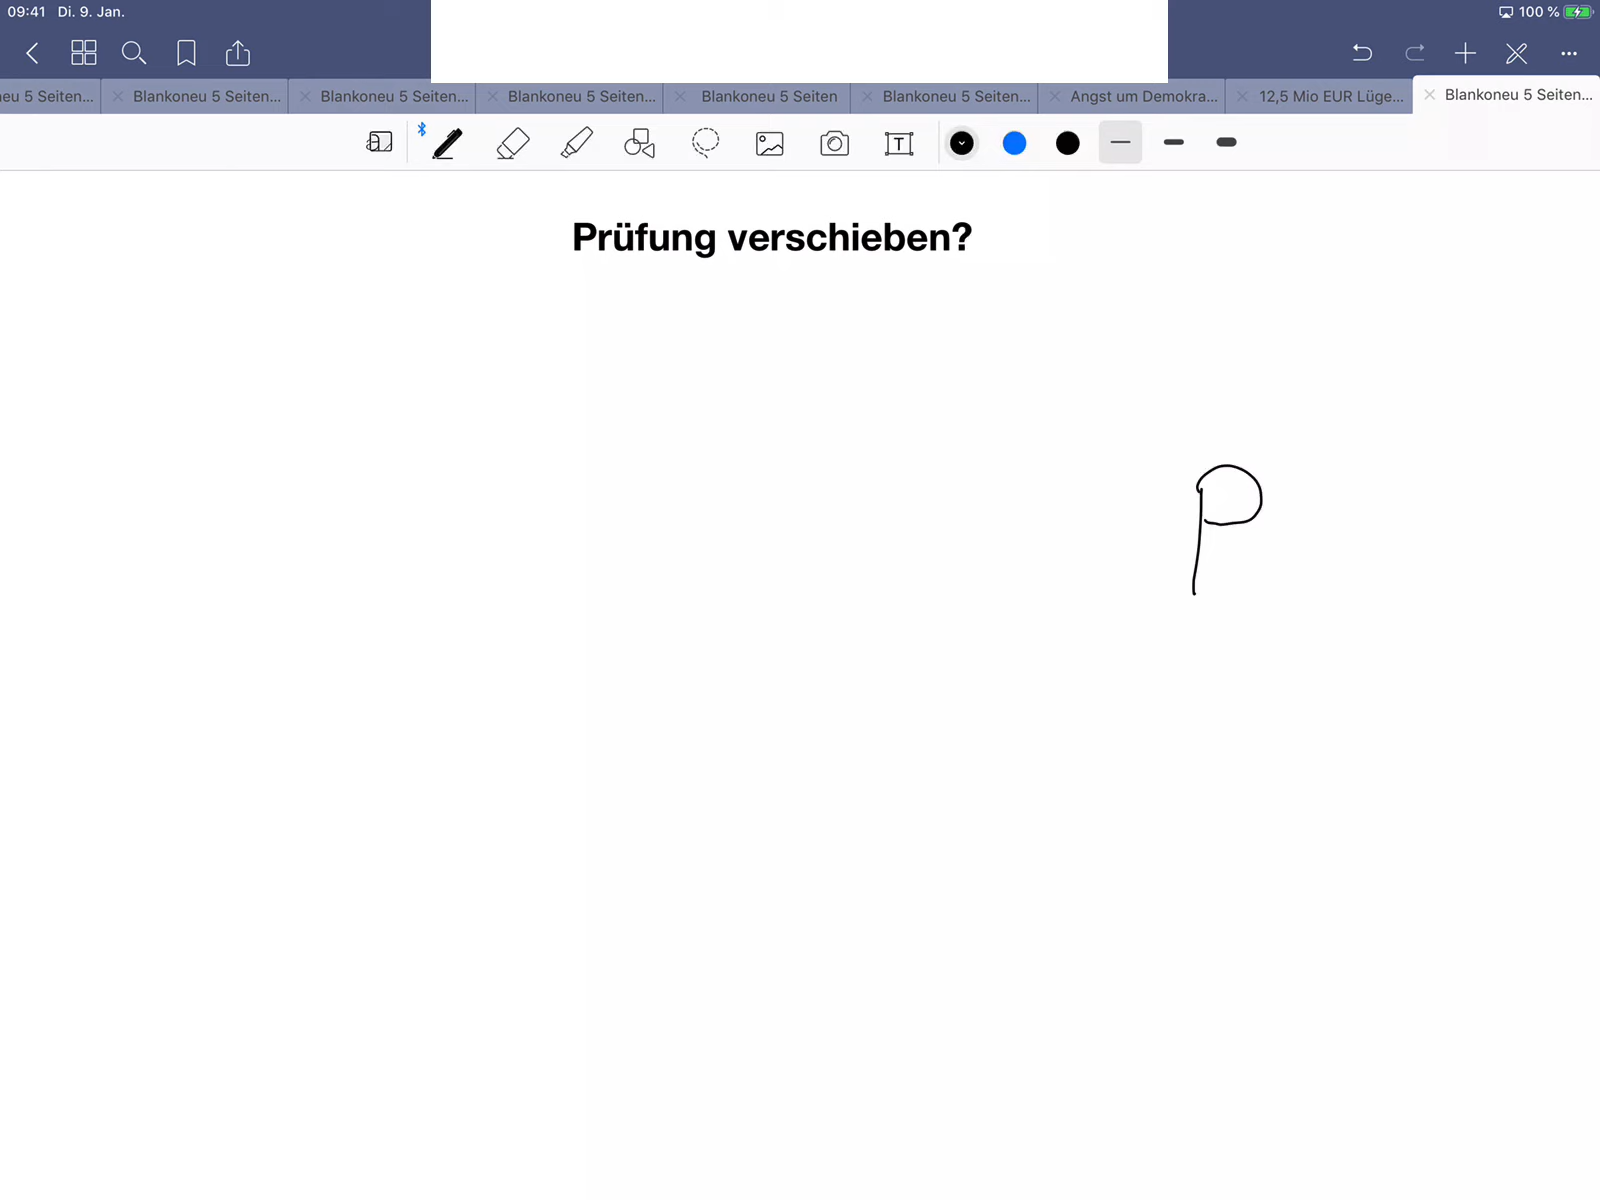 09:41 Di. 9. Jan. 100 %
eu 5 Seiten... Blankoneu 5 Seiten... Blankoneu 5 Seiten... Blankoneu 5 Seiten... Blankoneu 5 Seiten Blankoneu 5 Seiten... Angst um Demokra... 12,5 Mio EUR Lüge... Blankoneu 5 Seiten...
Prüfung verschieben?
P